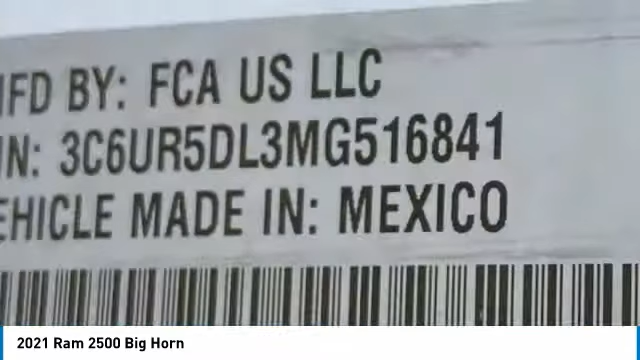 MFD BY: FCA US LLC
IN: 3C6UR5DL3MG516841
EHICLE MADE IN: MEXICO
2021 Ram 2500 Big Horn